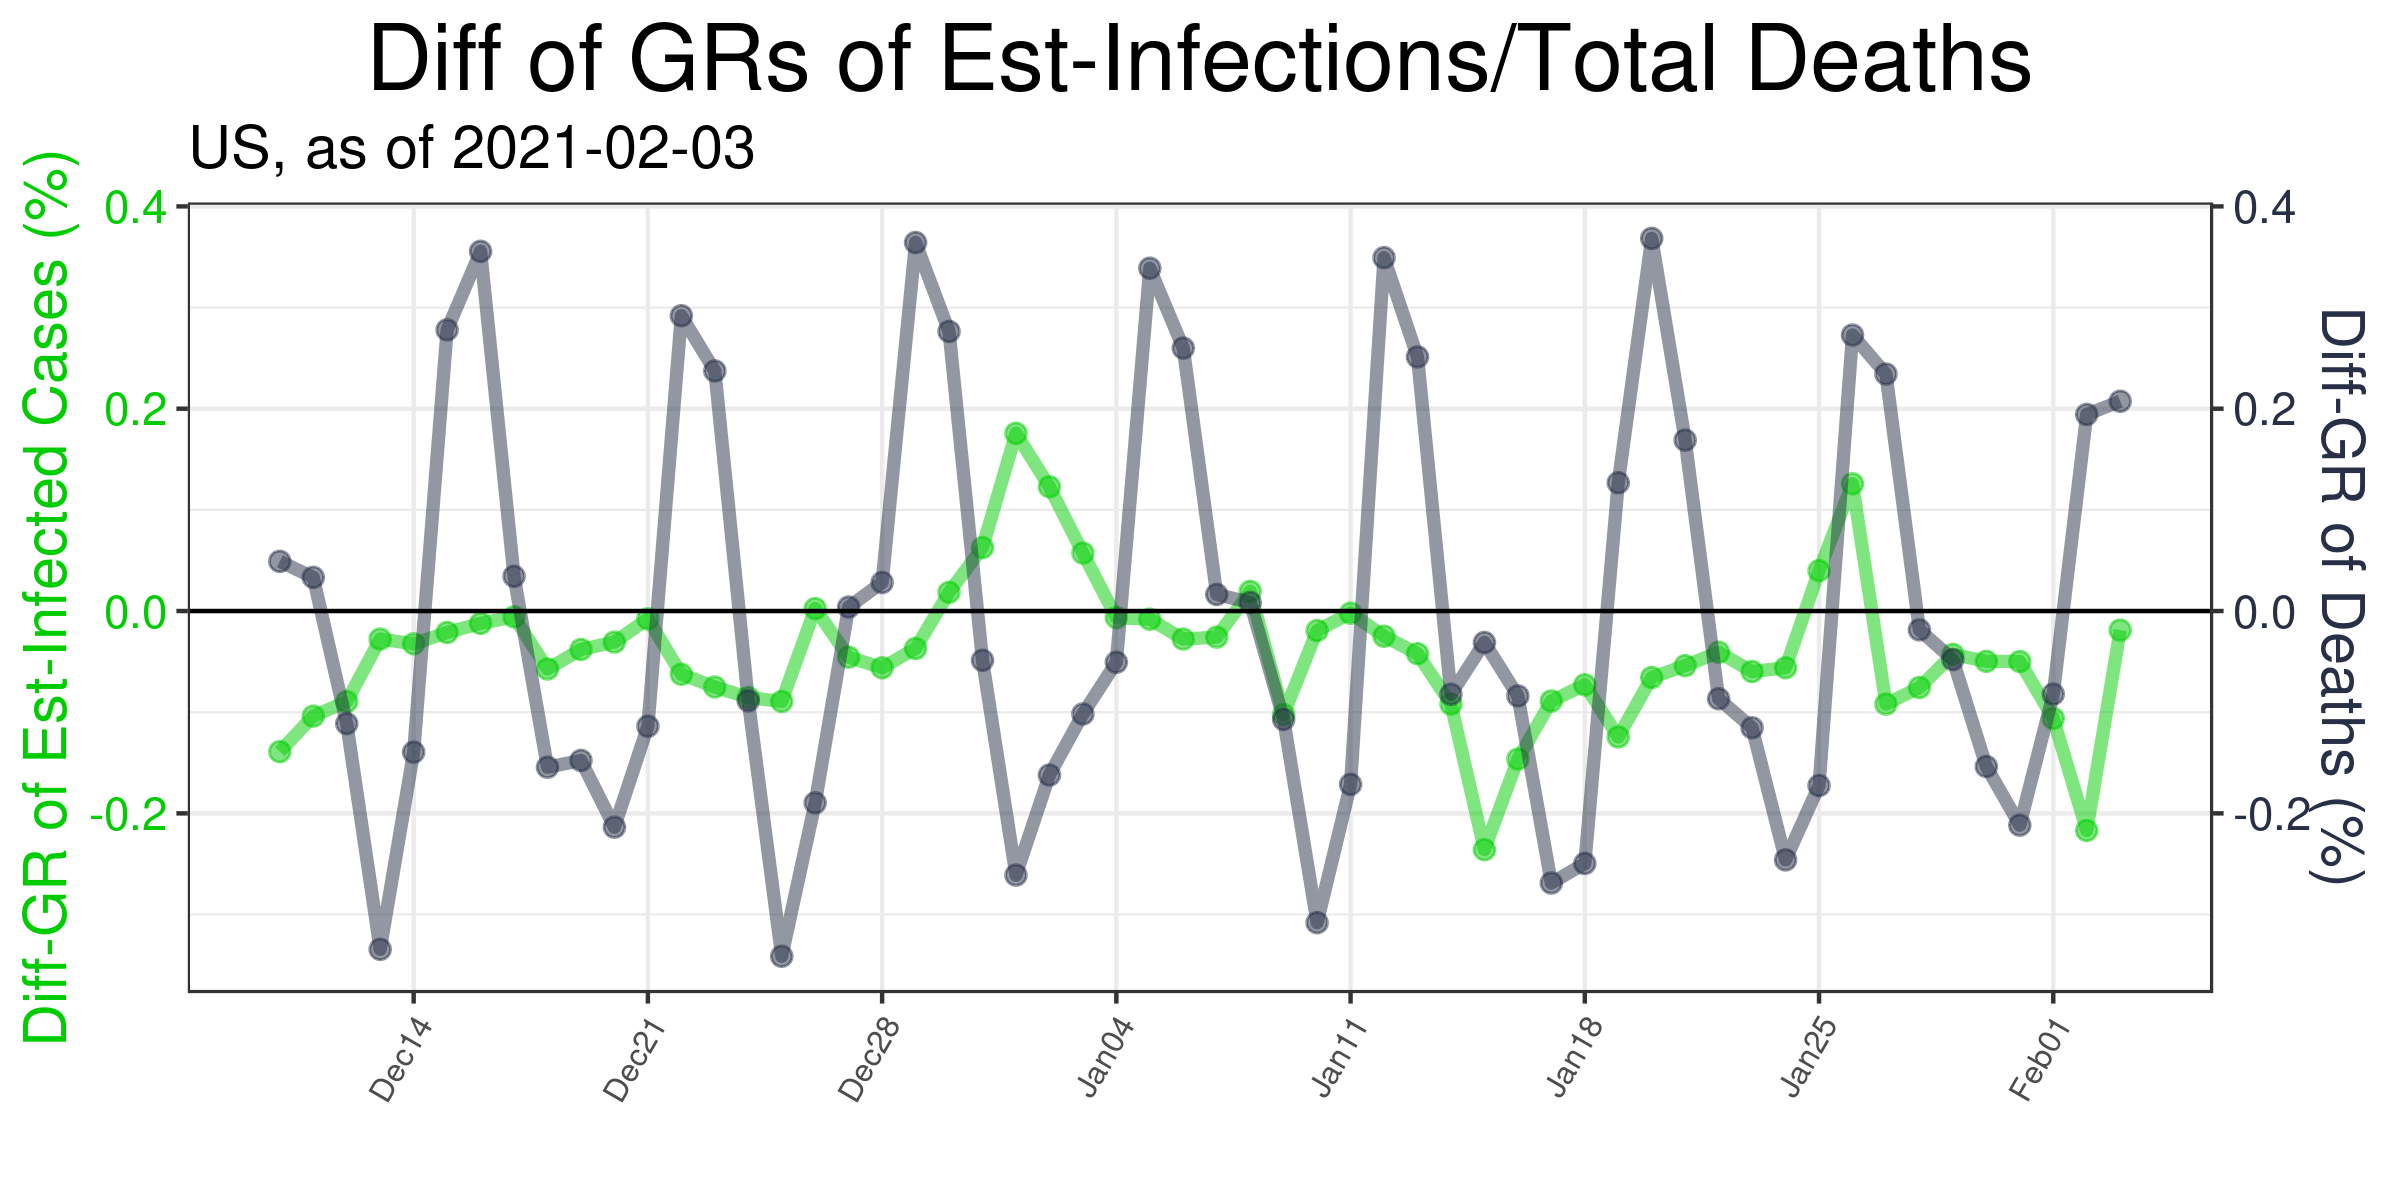 Diff of GRs of Est-Infections/Total Deaths
US, as of 2021-02-03
Diff-GR of Est-Infected Cases (%)
0.4
0.2
0.0
-0.2
0.4
0.2
0.0
-0.2
Diff-GR of Deaths (%)
Dec14
Dec21
Dec28
Jan04
Jan11
Jan18
Jan25
Feb01